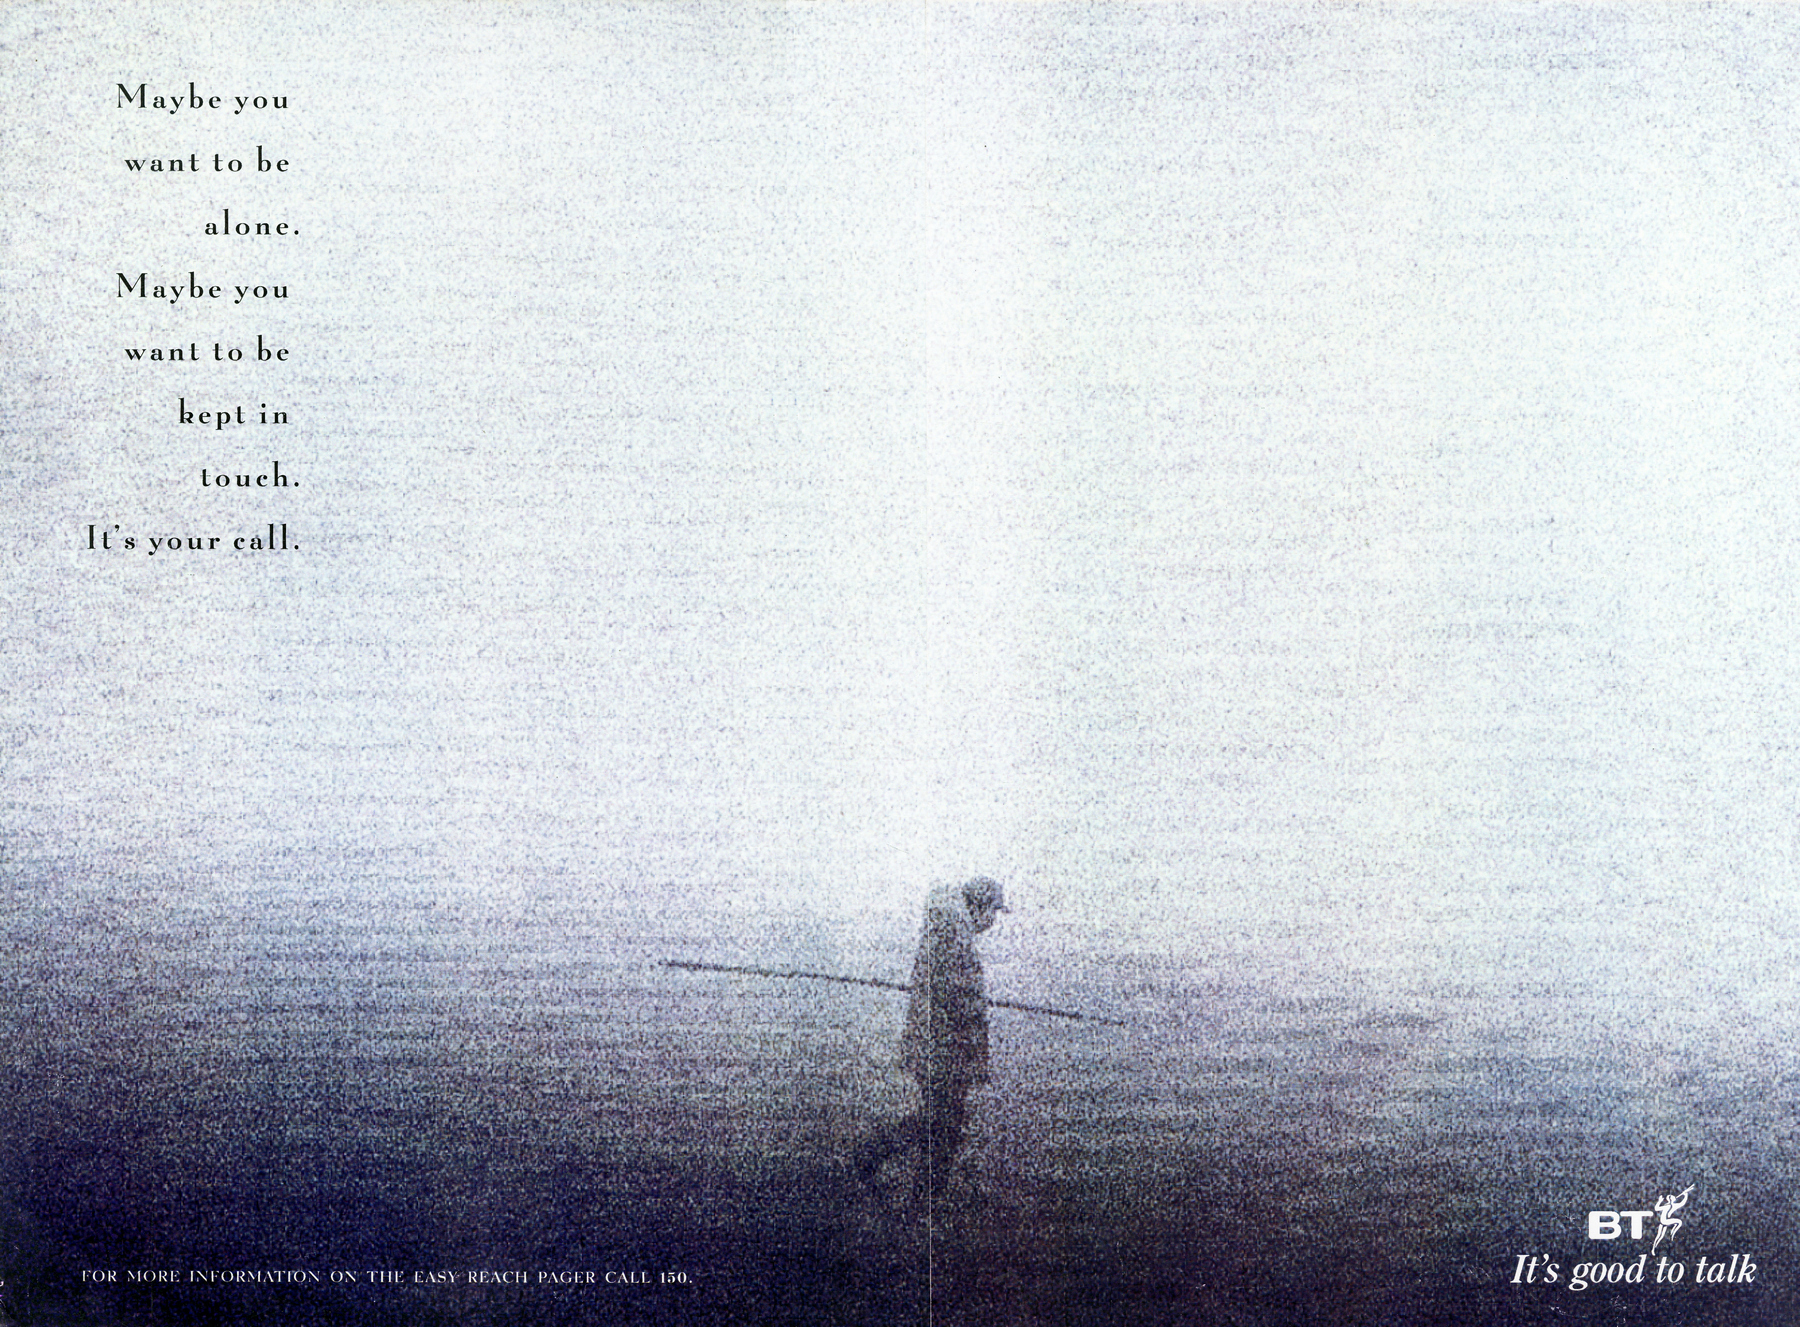 Maybe you
want to be
alone.
Maybe you
want to be
kept in
touch.
It's your call.
FOR MORE INFORMATION ON THE EASY REACH PAGER CALL 150.
BT
It's good to talk